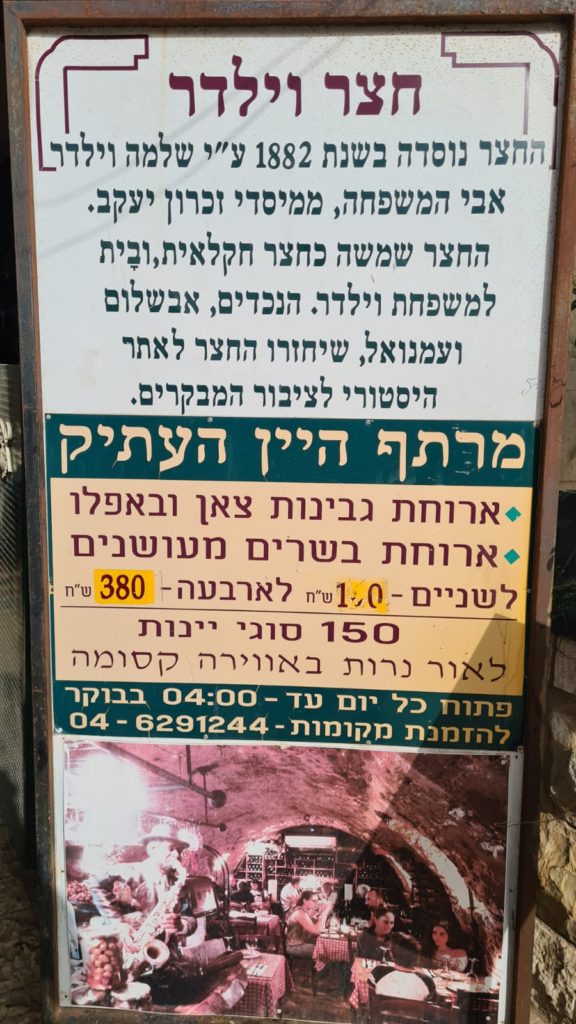 חצר וילדר
החצר נוסדה בשנת 1882 ע״י שלמה וילדר
אבי המשפחה, ממיסדי זכרון יעקב.
החצר שמשה כחצר חקלאית,ובָית
למשפחת וילדר. הנכדים, אבשלום
ועמנואל, שיחזרו החצר לאתר
היסטורי לציבור המבקרים.
מרתף היין העתיק
ארוחת גבינות צאן ובאפלו
ארוחת בשרים מעושנים
לשניים - ש״ח לארבעה - 380 ש״ח
150 סוגי יינות
לאור נרות באווירה קסומה
פתוח כל יום עד - 04:00 בבוקר
להזמנת מקומות - 04 - 6291244